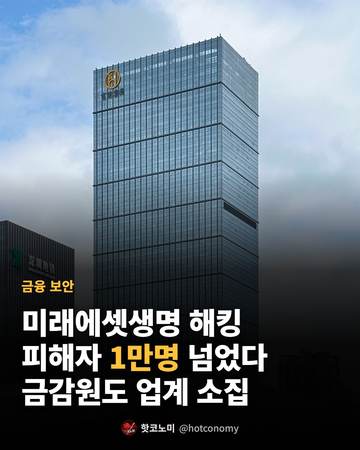 금융 보안
미래에셋생명 해킹
피해자 1만명 넘었다
금감원도 업계 소집
핫코노미 @hotconomy